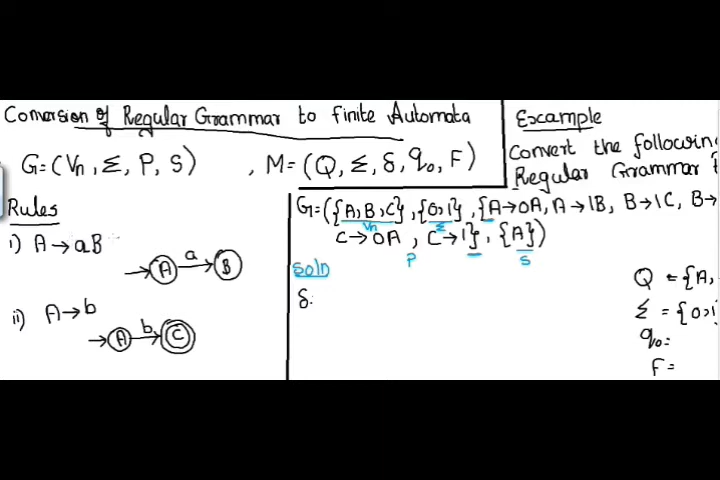 Conversion of Regular Grammar to finite Automata
G=(Vn, Σ, P, S) , M=(Q, Σ, δ, q₀, F)
Rules
i) A→aB
A a B
ii) A→b
A b C
Example
Convert the followin
Regular Grammar
G=({A,B,C},{0,1},{A→0A, A→1B, B→1C, B→
C→0A , C→1}, {A})
Vn Σ P S
Soln
δ:
Q = {A,
Σ = {0,1
q₀:
F=